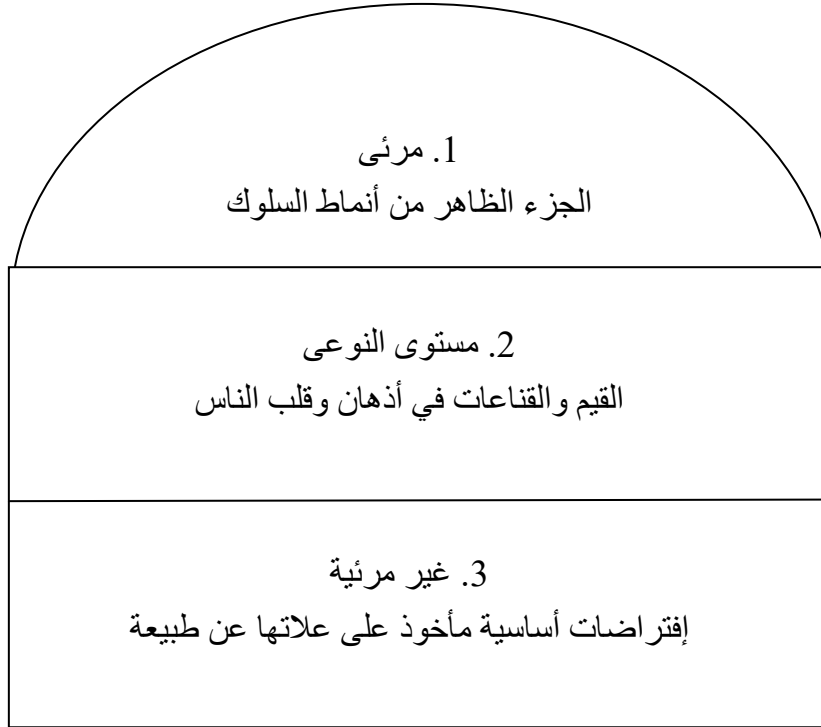 1. مرئى
الجزء الظاهر من أنماط السلوك
2. مستوى النوعى
القيم والقناعات في أذهان وقلب الناس
3. غير مرئية
إفتراضات أساسية مأخوذ على علاتها عن طبيعة